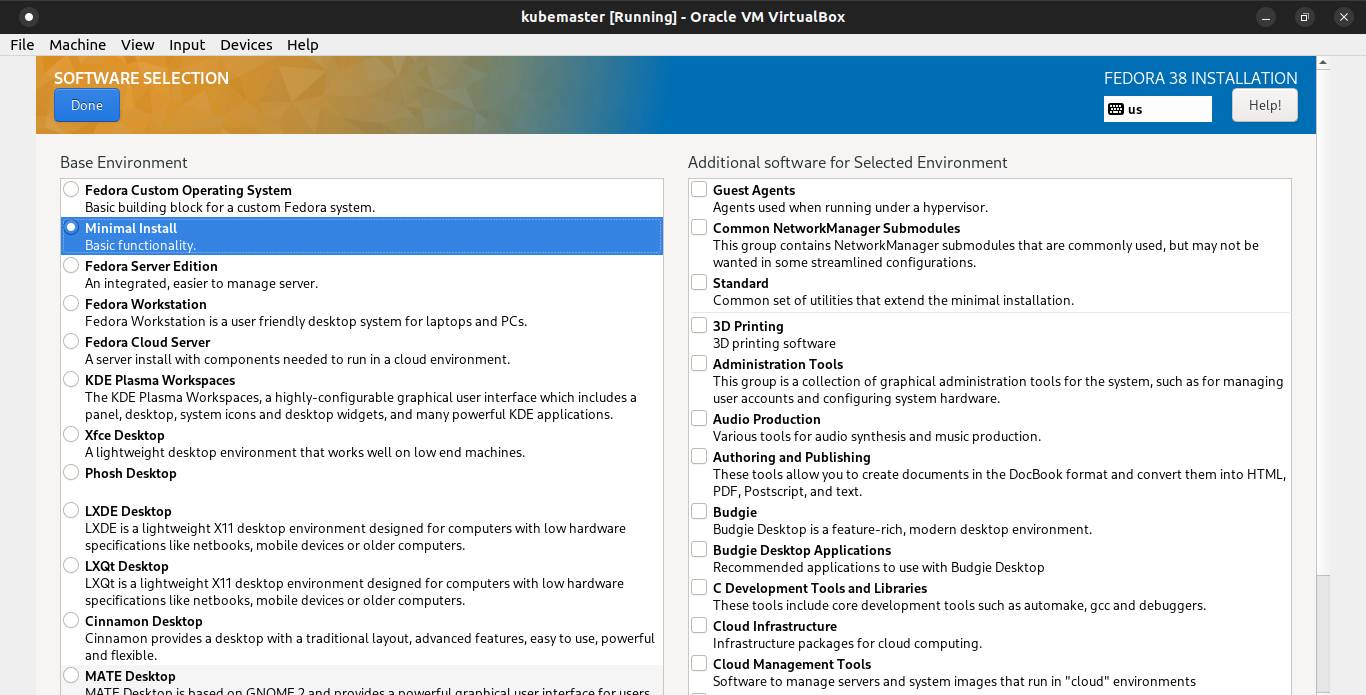 kubemaster [Running] - Oracle VM VirtualBox
File Machine View Input Devices Help
SOFTWARE SELECTION
FEDORA 38 INSTALLATION
Done
us
Help!
Base Environment
Fedora Custom Operating System
Basic building block for a custom Fedora system.
Minimal Install
Basic functionality.
Fedora Server Edition
An integrated, easier to manage server.
Fedora Workstation
Fedora Workstation is a user friendly desktop system for laptops and PCs.
Fedora Cloud Server
A server install with components needed to run in a cloud environment.
KDE Plasma Workspaces
The KDE Plasma Workspaces, a highly-configurable graphical user interface which includes a
panel, desktop, system icons and desktop widgets, and many powerful KDE applications.
Xfce Desktop
A lightweight desktop environment that works well on low end machines.
Phosh Desktop
LXDE Desktop
LXDE is a lightweight X11 desktop environment designed for computers with low hardware
specifications like netbooks, mobile devices or older computers.
LXQt Desktop
LXQt is a lightweight X11 desktop environment designed for computers with low hardware
specifications like netbooks, mobile devices or older computers.
Cinnamon Desktop
Cinnamon provides a desktop with a traditional layout, advanced features, easy to use, powerful
and flexible.
MATE Desktop
MATE Desktop is based on GNOME 2 and provides a powerful graphical user interface for users
Additional software for Selected Environment
Guest Agents
Agents used when running under a hypervisor.
Common NetworkManager Submodules
This group contains NetworkManager submodules that are commonly used, but may not be
wanted in some streamlined configurations.
Standard
Common set of utilities that extend the minimal installation.
3D Printing
3D printing software
Administration Tools
This group is a collection of graphical administration tools for the system, such as for managing
user accounts and configuring system hardware.
Audio Production
Various tools for audio synthesis and music production.
Authoring and Publishing
These tools allow you to create documents in the DocBook format and convert them into HTML,
PDF, Postscript, and text.
Budgie
Budgie Desktop is a feature-rich, modern desktop environment.
Budgie Desktop Applications
Recommended applications to use with Budgie Desktop
C Development Tools and Libraries
These tools include core development tools such as automake, gcc and debuggers.
Cloud Infrastructure
Infrastructure packages for cloud computing.
Cloud Management Tools
Software to manage servers and system images that run in "cloud" environments